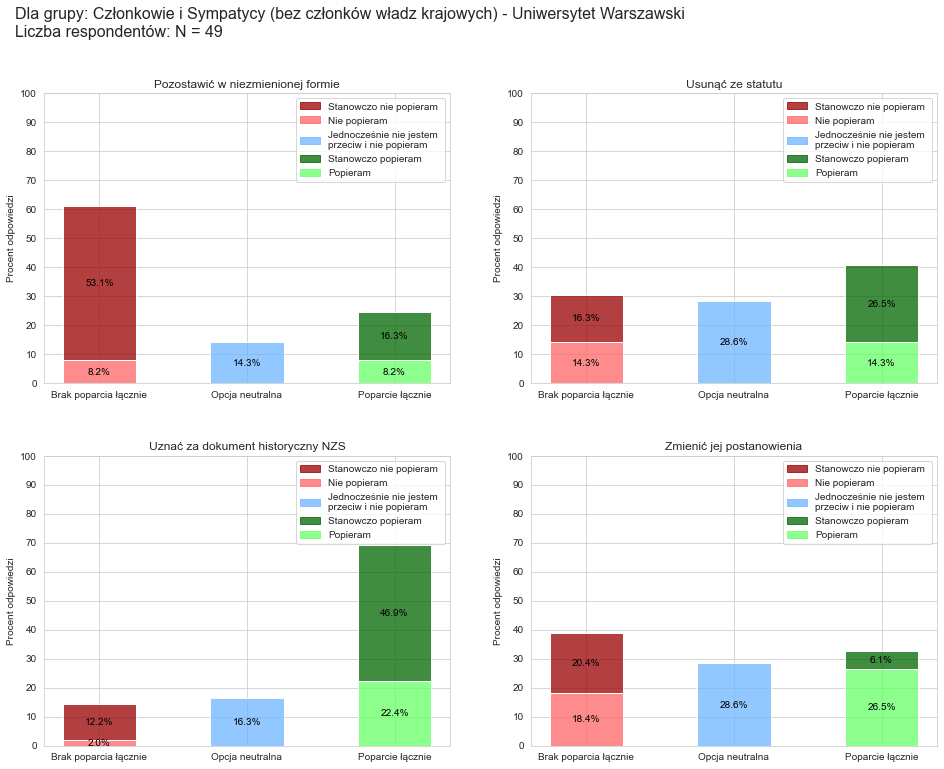 Dla grupy: Członkowie i Sympatycy (bez członków władz krajowych) - Uniwersytet Warszawski
Liczba respondentów: N = 49
Pozostawić w niezmienionej formie
Procent odpowiedzi
100
90
80
70
60
50
40
30
20
10
0
Stanowczo nie popieram
Nie popieram
Jednocześnie nie jestem
przeciw i nie popieram
Stanowczo popieram
Popieram
53.1%
8.2%
14.3%
16.3%
8.2%
Brak poparcia łącznie
Opcja neutralna
Poparcie łącznie
Usunąć ze statutu
Procent odpowiedzi
100
90
80
70
60
50
40
30
20
10
0
Stanowczo nie popieram
Nie popieram
Jednocześnie nie jestem
przeciw i nie popieram
Stanowczo popieram
Popieram
16.3%
14.3%
28.6%
26.5%
14.3%
Brak poparcia łącznie
Opcja neutralna
Poparcie łącznie
Uznać za dokument historyczny NZS
Procent odpowiedzi
100
90
80
70
60
50
40
30
20
10
0
Stanowczo nie popieram
Nie popieram
Jednocześnie nie jestem
przeciw i nie popieram
Stanowczo popieram
Popieram
12.2%
2.0%
16.3%
46.9%
22.4%
Brak poparcia łącznie
Opcja neutralna
Poparcie łącznie
Zmienić jej postanowienia
Procent odpowiedzi
100
90
80
70
60
50
40
30
20
10
0
Stanowczo nie popieram
Nie popieram
Jednocześnie nie jestem
przeciw i nie popieram
Stanowczo popieram
Popieram
20.4%
18.4%
28.6%
6.1%
26.5%
Brak poparcia łącznie
Opcja neutralna
Poparcie łącznie